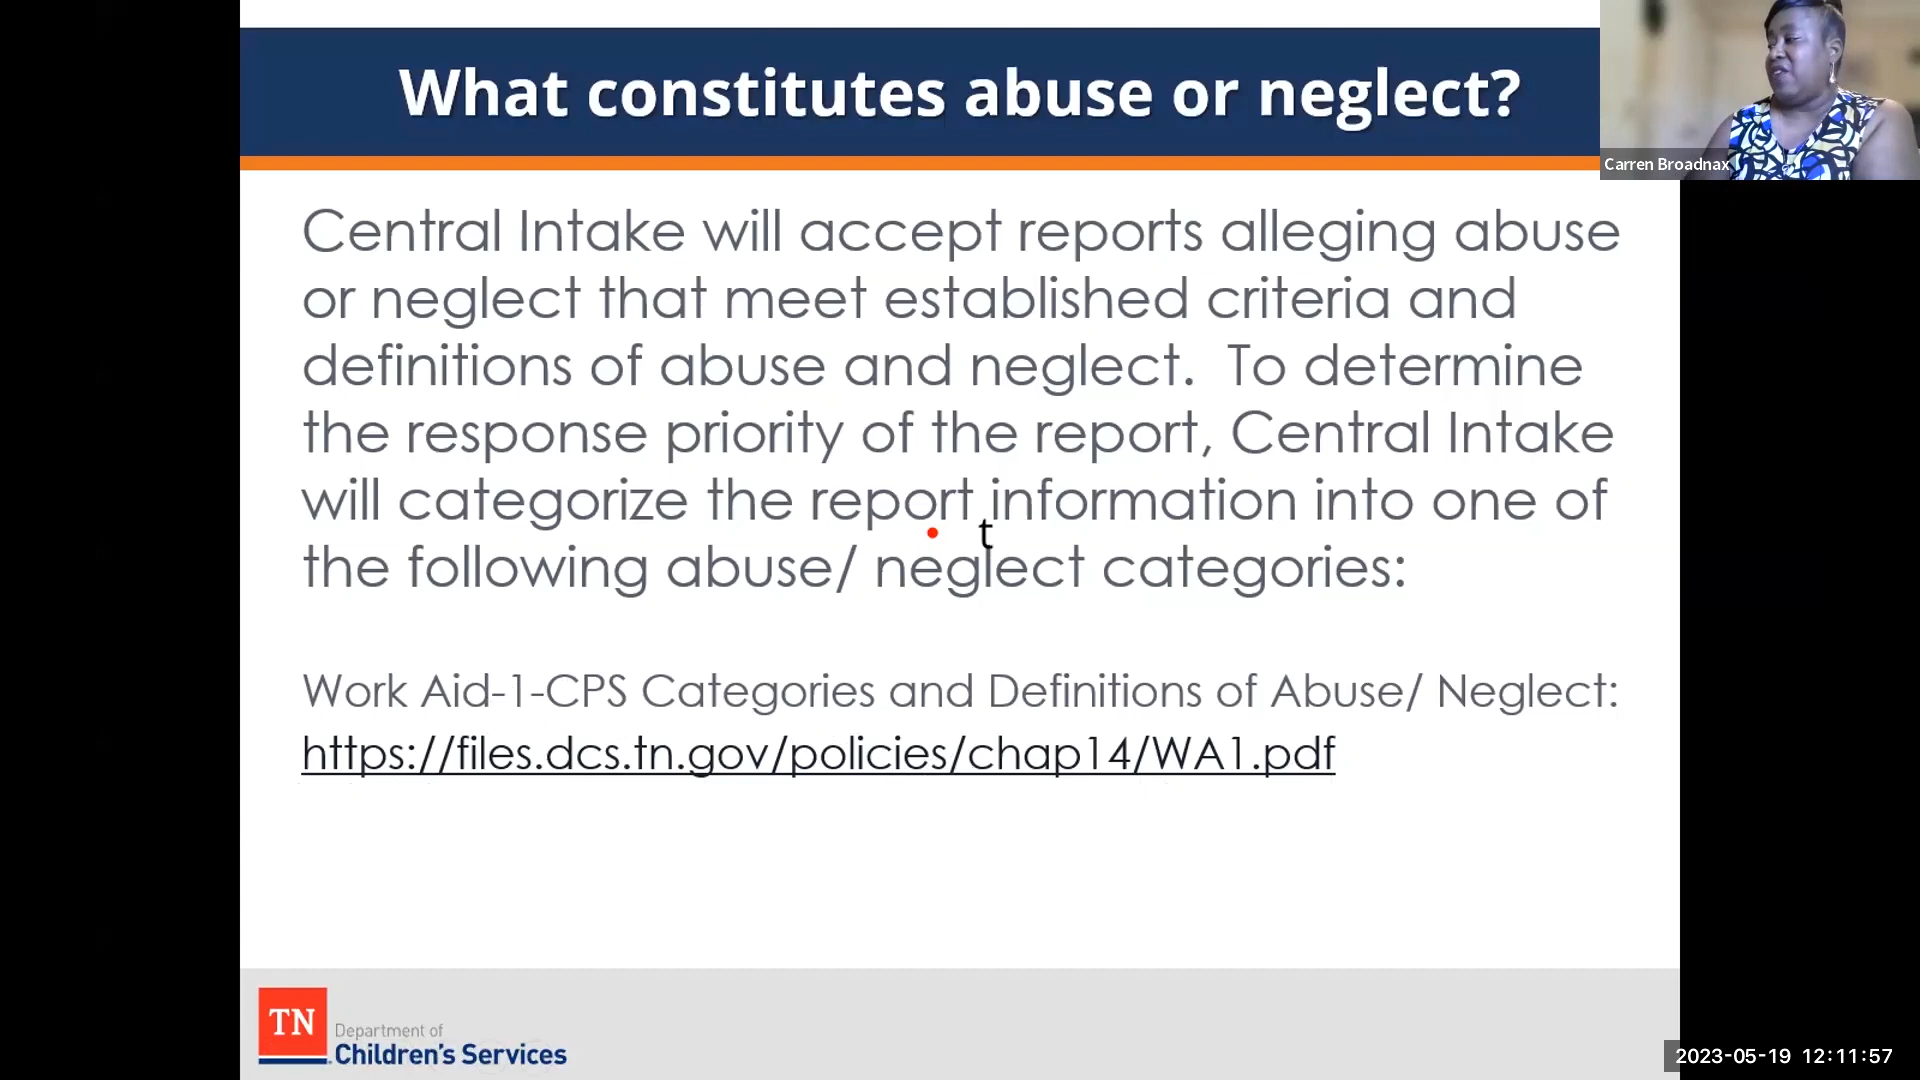 What constitutes abuse or neglect?
Carren Broadnax
Central Intake will accept reports alleging abuse
or neglect that meet established criteria and
definitions of abuse and neglect. To determine
the response priority of the report, Central Intake
will categorize the report information into one of
t
the following abuse/ neglect categories:
Work Aid-1-CPS Categories and Definitions of Abuse/ Neglect:
https://files.dcs.tn.gov/policies/chap14/WA1.pdf
TN
Department of
Children's Services
2023-05-19 12:11:57